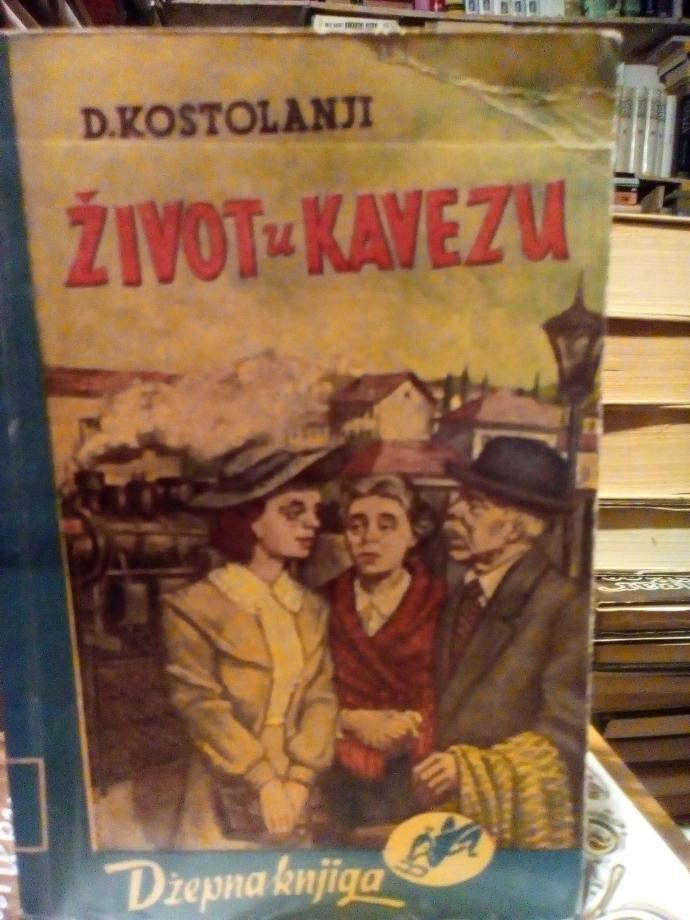 D.KOSTOLANJI
ŽIVOT u KAVEZU
Džepna knjiga